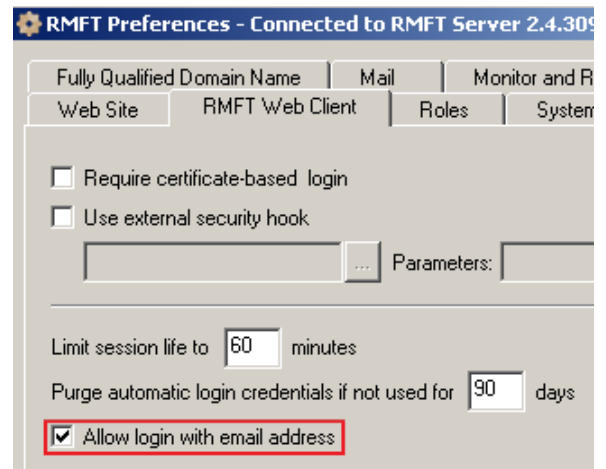 RMFT Preferences - Connected to RMFT Server 2.4.309
Fully Qualified Domain Name Mail Monitor and R
Web Site RMFT Web Client Roles System
Require certificate-based login
Use external security hook
... Parameters:
Limit session life to 60 minutes
Purge automatic login credentials if not used for 90 days
Allow login with email address